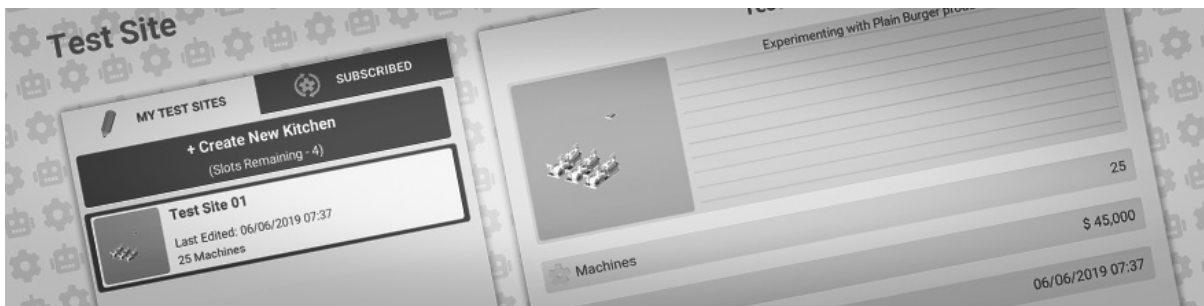 Test Site
MY TEST SITES
SUBSCRIBED
+ Create New Kitchen
(Slots Remaining - 4)
Test Site 01
Last Edited: 06/06/2019 07:37
25 Machines
Experimenting with Plain Burger
Machines
25
$ 45,000
06/06/2019 07:37